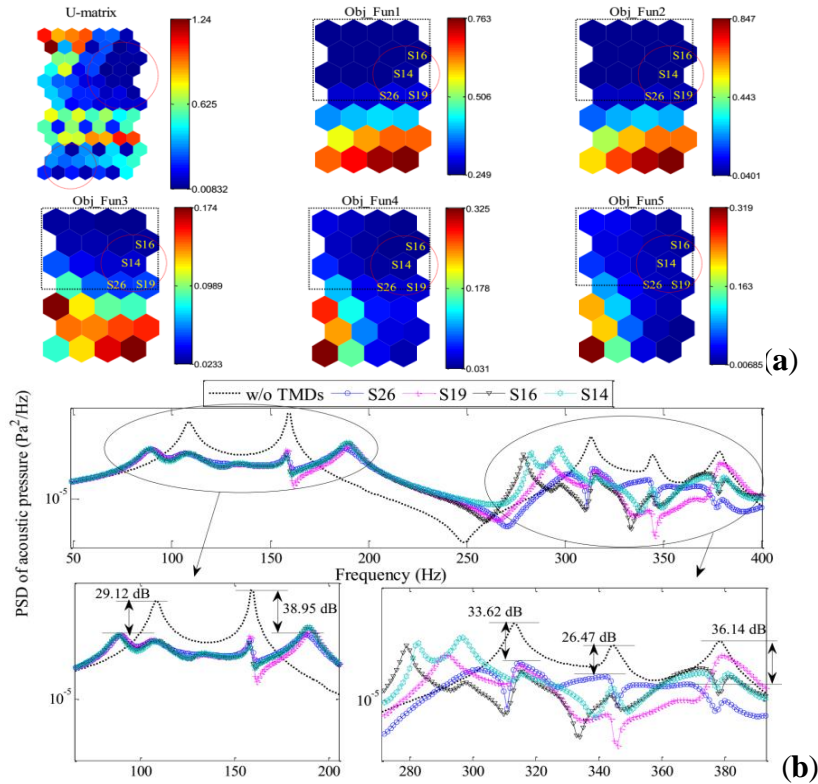 U-matrix
1.24
0.625
0.00832
Obj_Fun1
S16
S14
S26 S19
0.763
0.506
0.249
Obj_Fun2
S16
S14
S26 S19
0.847
0.443
0.0401
Obj_Fun3
S16
S14
S26 S19
0.174
0.0989
0.0233
Obj_Fun4
S16
S14
S26 S19
0.325
0.178
0.031
Obj_Fun5
S16
S14
S26 S19
0.319
0.163
0.00685
(a)
w/o TMDs S26 S19 S16 S14
PSD of acoustic pressure (Pa²/Hz)
10⁻⁵
50 100 150 200 250 300 350 400
Frequency (Hz)
29.12 dB
38.95 dB
10⁻⁵
100 150 200
33.62 dB
26.47 dB
36.14 dB
10⁻⁵
280 300 320 340 360 380
(b)